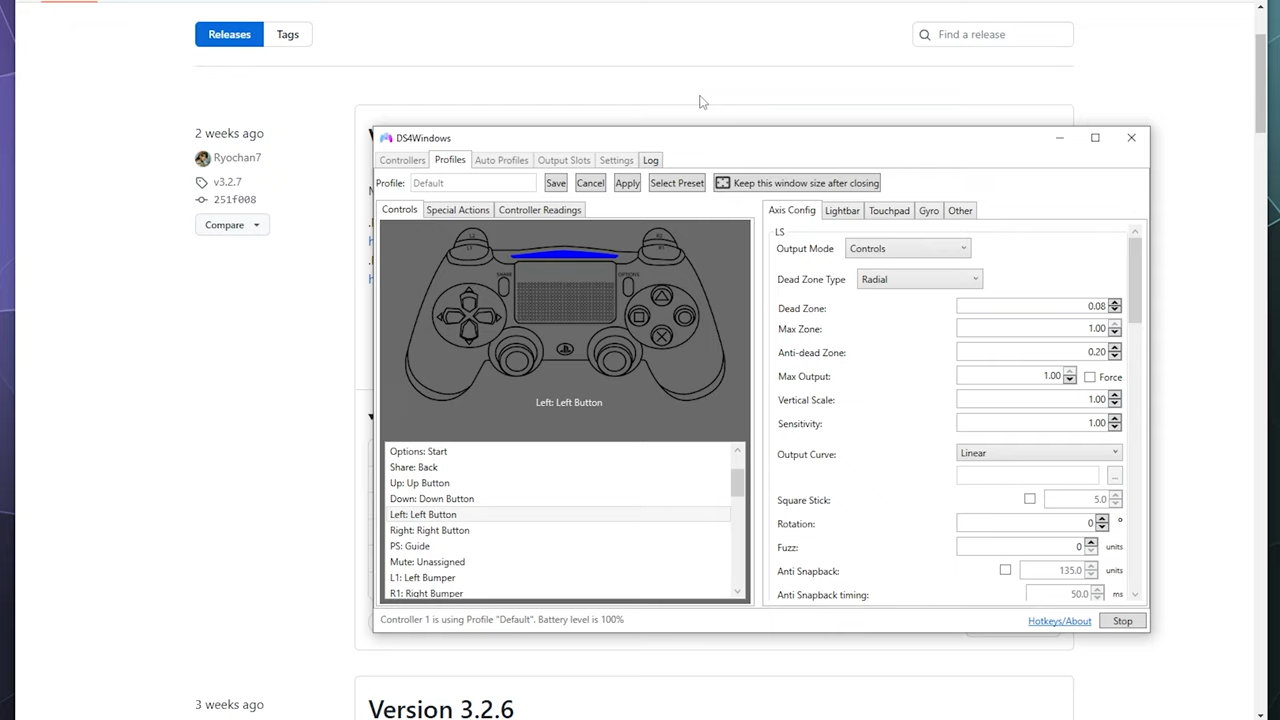 Releases
Tags
Find a release
2 weeks ago
Ryochan7
v3.2.7
251f008
Compare
DS4Windows
Controllers
Profiles
Auto Profiles
Output Slots
Settings
Log
Profile:
Default
Save
Cancel
Apply
Select Preset
Keep this window size after closing
Controls
Special Actions
Controller Readings
L2
L1
R2
R1
SHARE
OPTIONS
Left: Left Button
Options: Start
Share: Back
Up: Up Button
Down: Down Button
Left: Left Button
Right: Right Button
PS: Guide
Mute: Unassigned
L1: Left Bumper
R1: Right Bumper
Axis Config
Lightbar
Touchpad
Gyro
Other
LS
Output Mode
Controls
Dead Zone Type
Radial
Dead Zone:
0.08
Max Zone:
1.00
Anti-dead Zone:
0.20
Max Output:
1.00
Force
Vertical Scale:
1.00
Sensitivity:
1.00
Output Curve:
Linear
...
Square Stick:
5.0
Rotation:
0 °
Fuzz:
0 units
Anti Snapback:
135.0 units
Anti Snapback timing:
50.0 ms
Controller 1 is using Profile "Default". Battery level is 100%
Hotkeys/About
Stop
3 weeks ago
Version 3.2.6